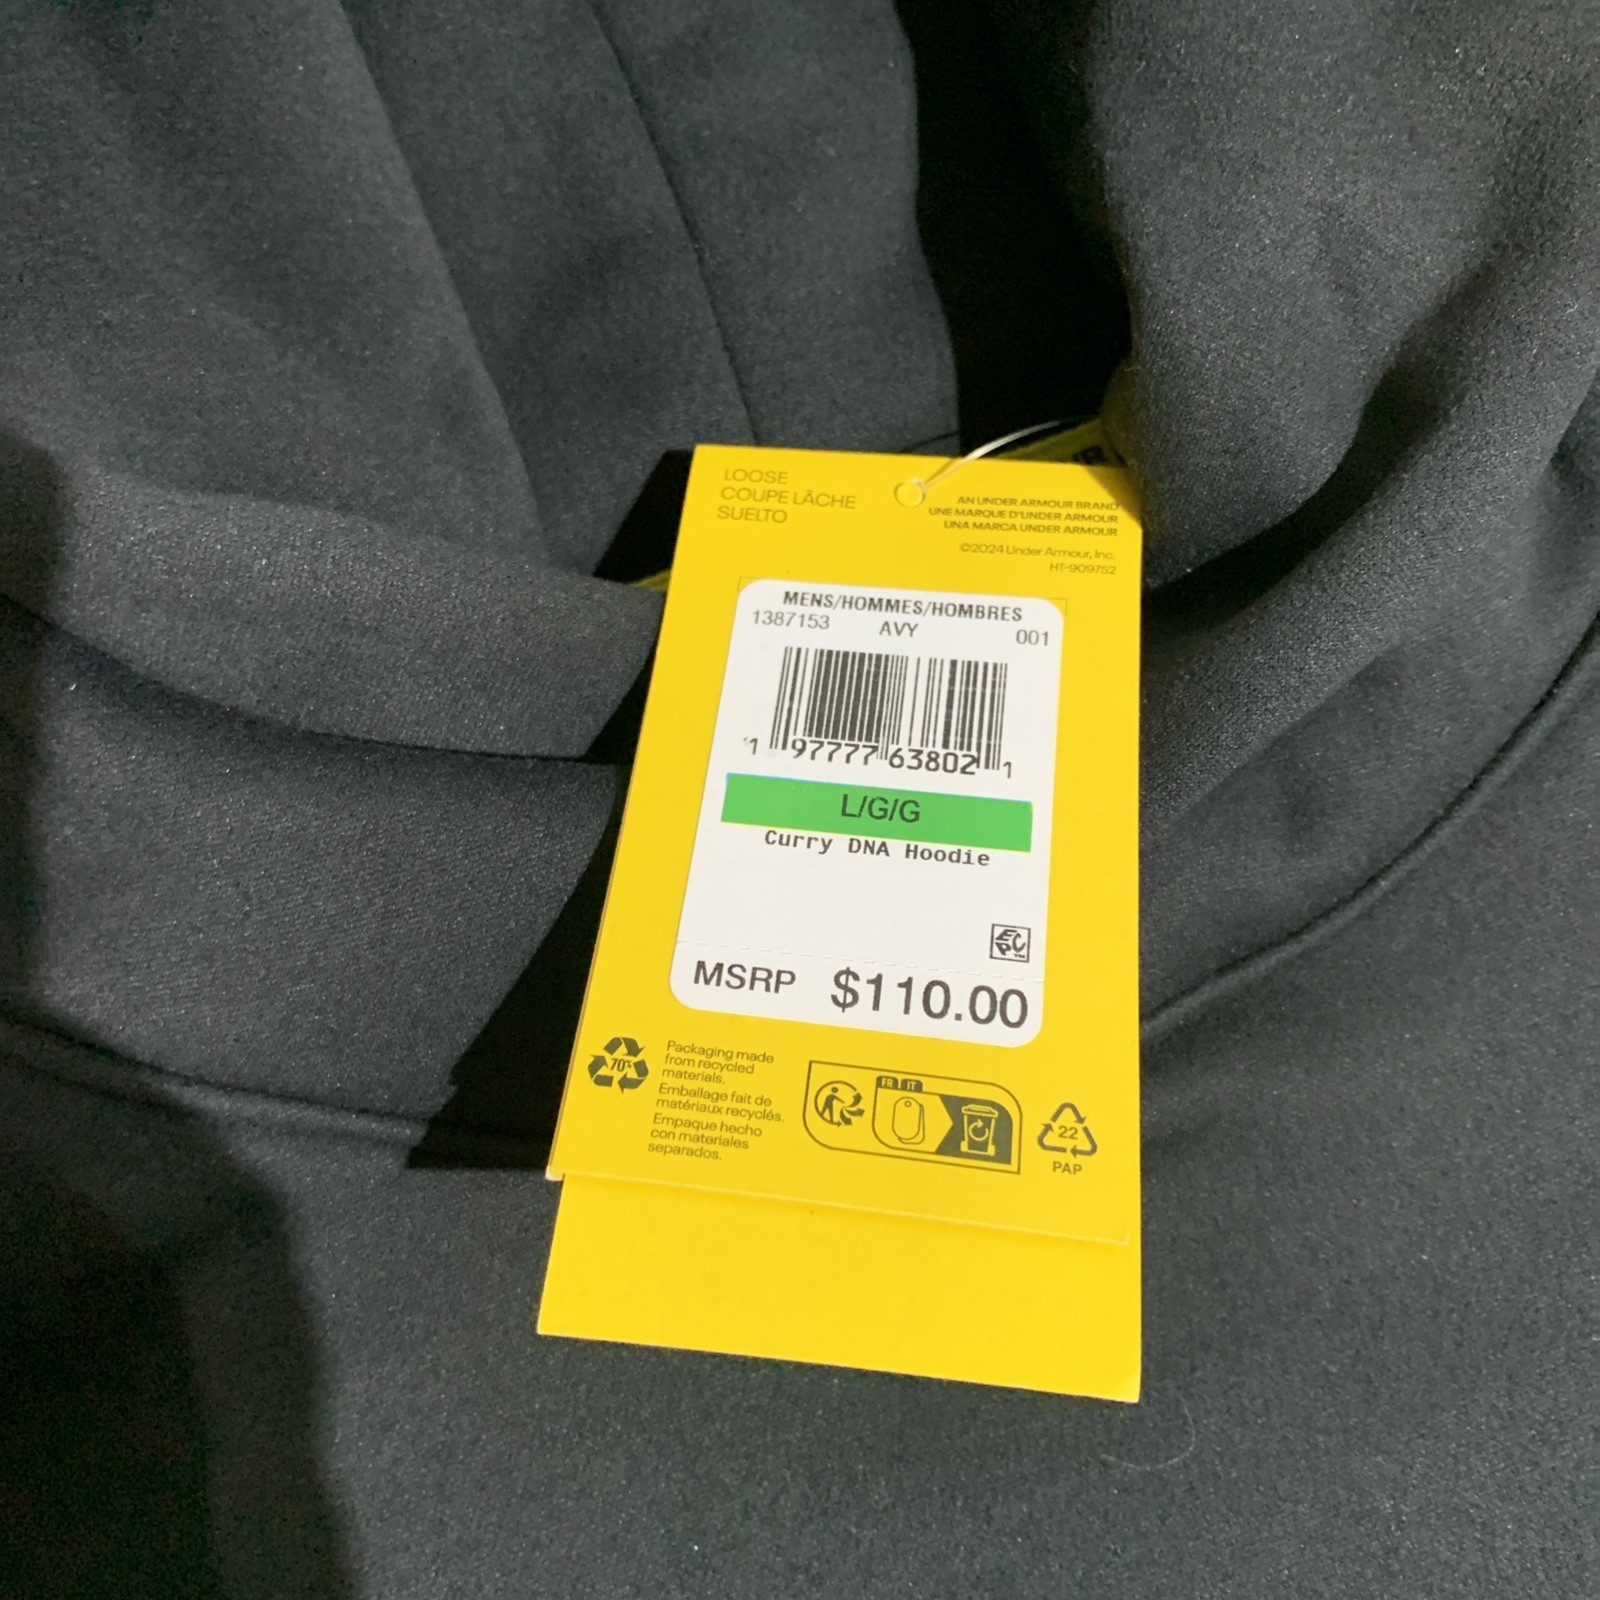 LOOSE
COUPE LÂCHE
SUELTO
AN UNDER ARMOUR BRAND
UNE MARQUE D'UNDER ARMOUR
UNA MARCA UNDER ARMOUR
©2024 Under Armour, Inc.
HT-909752
MENS/HOMMES/HOMBRES
1387153 AVY 001
1 97777 63802 1
L/G/G
Curry DNA Hoodie
EPC™
MSRP $110.00
70%
Packaging made
from recycled
materials.
Emballage fait de
matériaux recyclés.
Empaque hecho
con materiales
separados.
FR IT
22
PAP